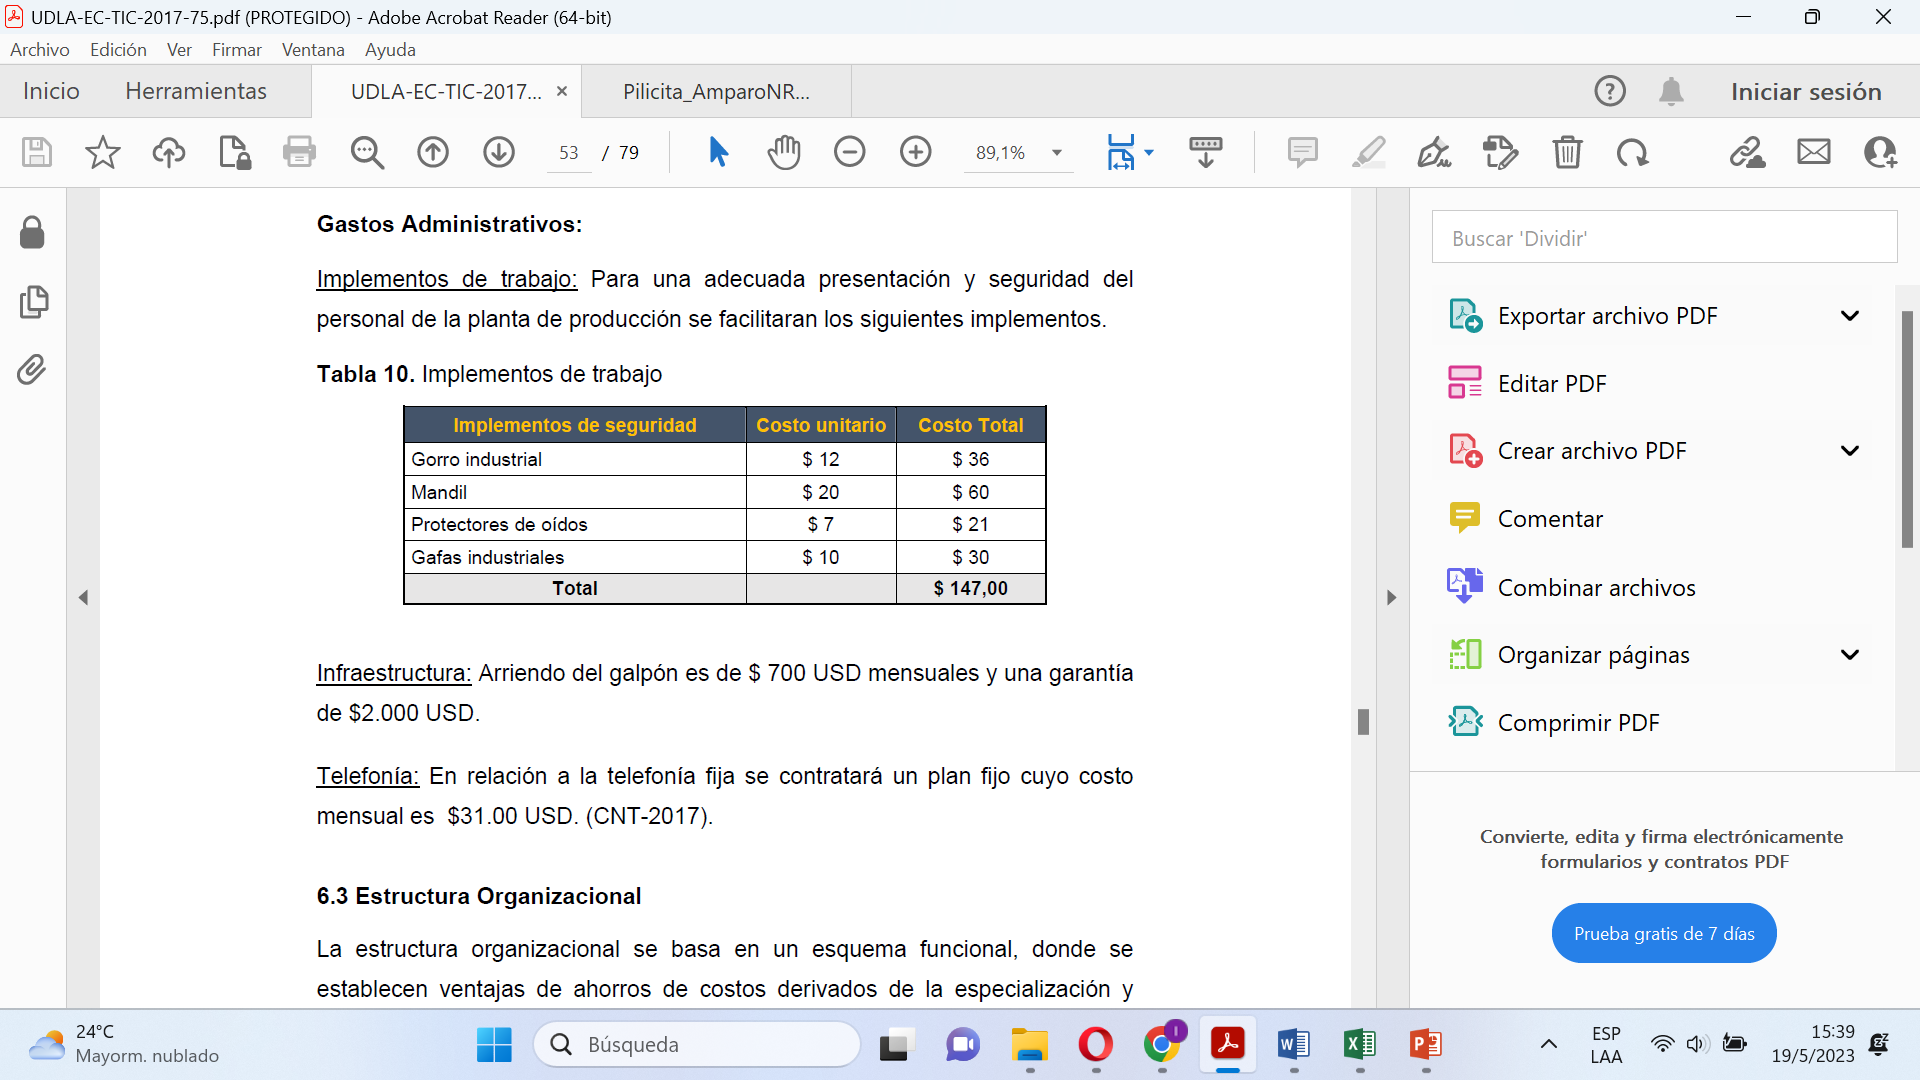 UDLA-EC-TIC-2017-75.pdf (PROTEGIDO) - Adobe Acrobat Reader (64-bit)
Archivo Edición Ver Firmar Ventana Ayuda
Inicio Herramientas UDLA-EC-TIC-2017... × Pilicita_AmparoNR... ? Iniciar sesión
53 / 79 89,1%
Gastos Administrativos:
Implementos de trabajo: Para una adecuada presentación y seguridad del
personal de la planta de producción se facilitaran los siguientes implementos.
Tabla 10. Implementos de trabajo
Implementos de seguridad Costo unitario Costo Total
Gorro industrial $ 12 $ 36
Mandil $ 20 $ 60
Protectores de oídos $ 7 $ 21
Gafas industriales $ 10 $ 30
Total $ 147,00
Infraestructura: Arriendo del galpón es de $ 700 USD mensuales y una garantía
de $2.000 USD.
Telefonía: En relación a la telefonía fija se contratará un plan fijo cuyo costo
mensual es $31.00 USD. (CNT-2017).
6.3 Estructura Organizacional
La estructura organizacional se basa en un esquema funcional, donde se
establecen ventajas de ahorros de costos derivados de la especialización y
Buscar 'Dividir'
Exportar archivo PDF
Editar PDF
Crear archivo PDF
Comentar
Combinar archivos
Organizar páginas
Comprimir PDF
Convierte, edita y firma electrónicamente
formularios y contratos PDF
Prueba gratis de 7 días
24°C
Mayorm. nublado
Búsqueda
I
W
X
P
ESP
LAA
15:39
19/5/2023